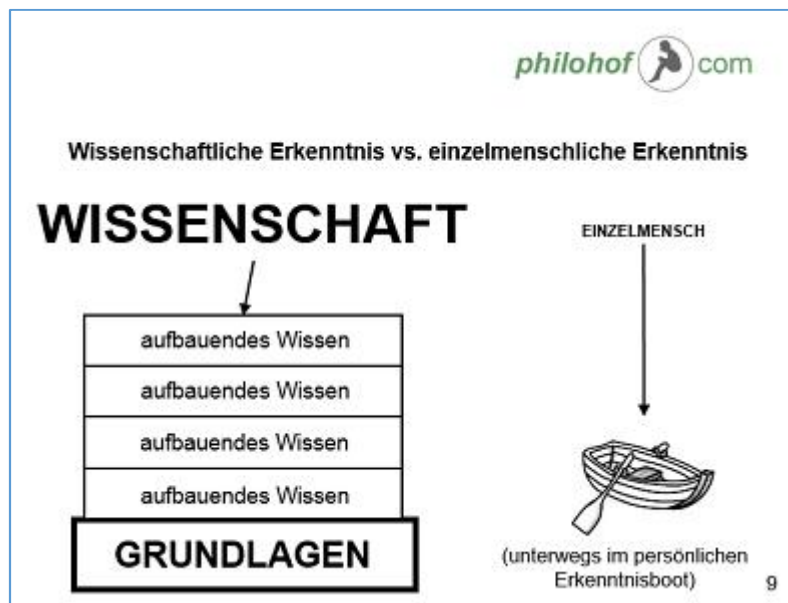 philohof com
Wissenschaftliche Erkenntnis vs. einzelmenschliche Erkenntnis
WISSENSCHAFT
aufbauendes Wissen
aufbauendes Wissen
aufbauendes Wissen
aufbauendes Wissen
GRUNDLAGEN
EINZELMENSCH
(unterwegs im persönlichen
Erkenntnisboot)
9